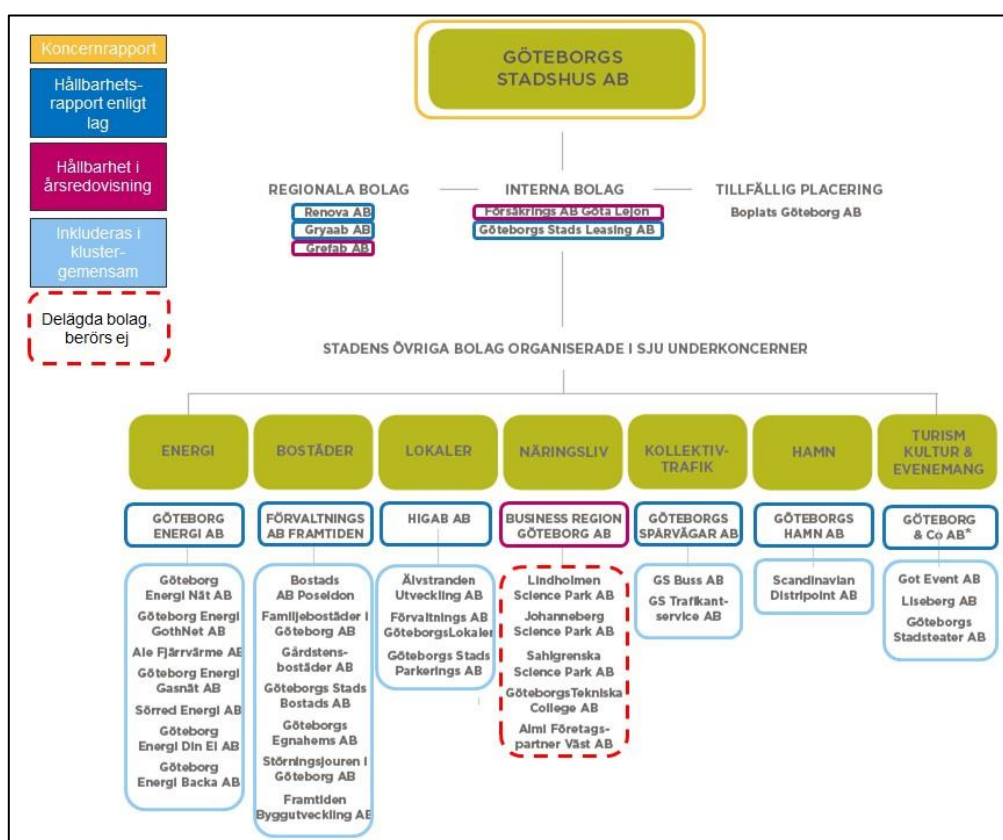 Koncernrapport
Hållbarhets-
rapport enligt
lag
Hållbarhet i
årsredovisning
Inkluderas i
kluster-
gemensam
Delägda bolag,
berörs ej
GÖTEBORGS
STADSHUS AB
REGIONALA BOLAG
Renova AB
Gryaab AB
Grefab AB
INTERNA BOLAG
Försäkrings AB Göta Lejon
Göteborgs Stads Leasing AB
TILLFÄLLIG PLACERING
Boplats Göteborg AB
STADENS ÖVRIGA BOLAG ORGANISERADE I SJU UNDERKONCERNER
ENERGI
GÖTEBORG
ENERGI AB
Göteborg
Energi Nät AB
Göteborg Energi
GothNet AB
Ale Fjärrvärme AB
Göteborg Energi
Gasnät AB
Sörred Energi AB
Göteborg
Energi Din El AB
Göteborg
Energi Backa AB
BOSTÄDER
FÖRVALTNINGS
AB FRAMTIDEN
Bostads
AB Poseidon
Familjebostäder i
Göteborg AB
Gårdstens-
bostäder AB
Göteborgs Stads
Bostads AB
Göteborgs
Egnahems AB
Störningsjouren i
Göteborg AB
Framtiden
Byggutveckling AB
LOKALER
HIGAB AB
Älvstranden
Utveckling AB
Förvaltnings AB
GöteborgsLokaler
Göteborgs Stads
Parkerings AB
NÄRINGSLIV
BUSINESS REGION
GÖTEBORG AB
Lindholmen
Science Park AB
Johanneberg
Science Park AB
Sahlgrenska
Science Park AB
GöteborgsTekniska
College AB
Almi Företags-
partner Väst AB
KOLLEKTIV-
TRAFIK
GÖTEBORGS
SPÅRVÄGAR AB
GS Buss AB
GS Trafikant-
service AB
HAMN
GÖTEBORGS
HAMN AB
Scandinavian
Distripoint AB
TURISM
KULTUR &
EVENEMANG
GÖTEBORG
& Co AB*
Got Event AB
Liseberg AB
Göteborgs
Stadsteater AB